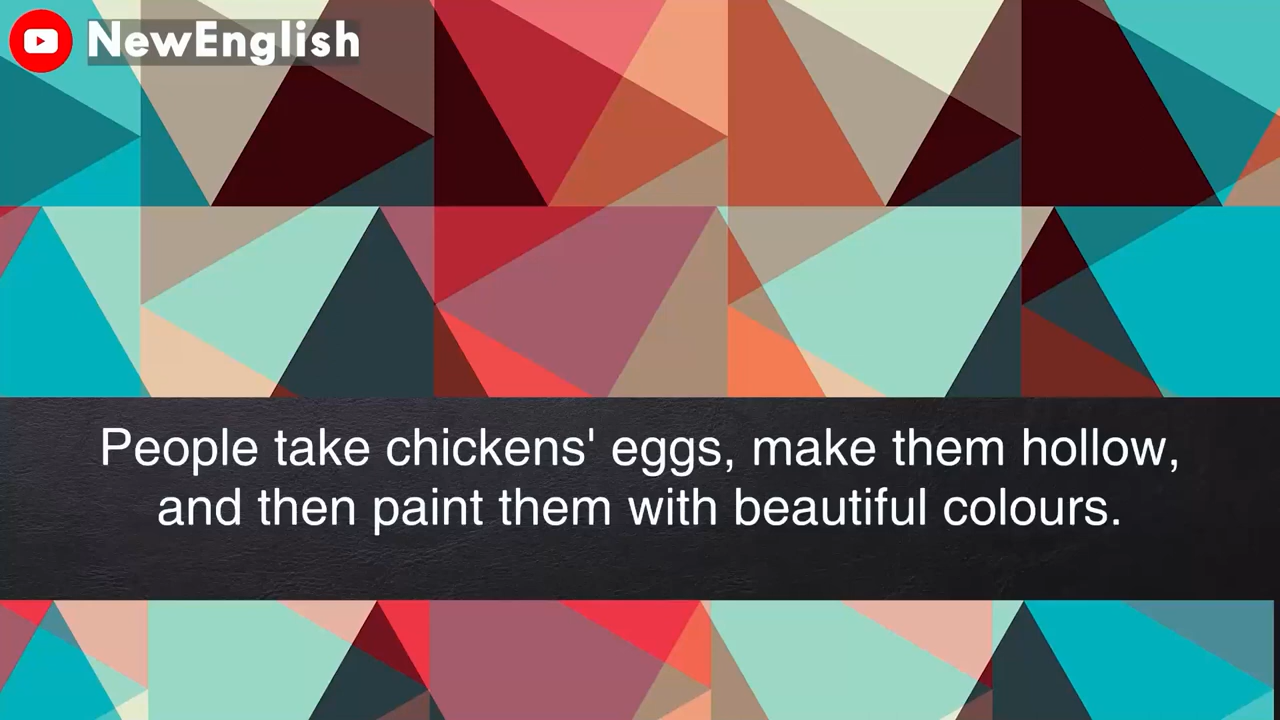 NewEnglish
People take chickens' eggs, make them hollow,
and then paint them with beautiful colours.